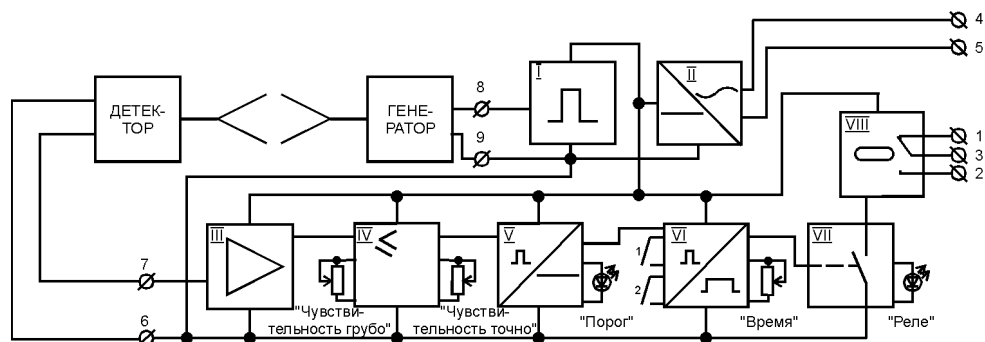 4
5
I
II
8
ДЕТЕК-
ТОР
ГЕНЕ-
РАТОР
9
VIII
1
3
2
III
IV
V
VI
VII
7
1
2
6
"Чувстви-
тельность грубо"
"Чувстви-
тельность точно"
"Порог"
"Время"
"Реле"